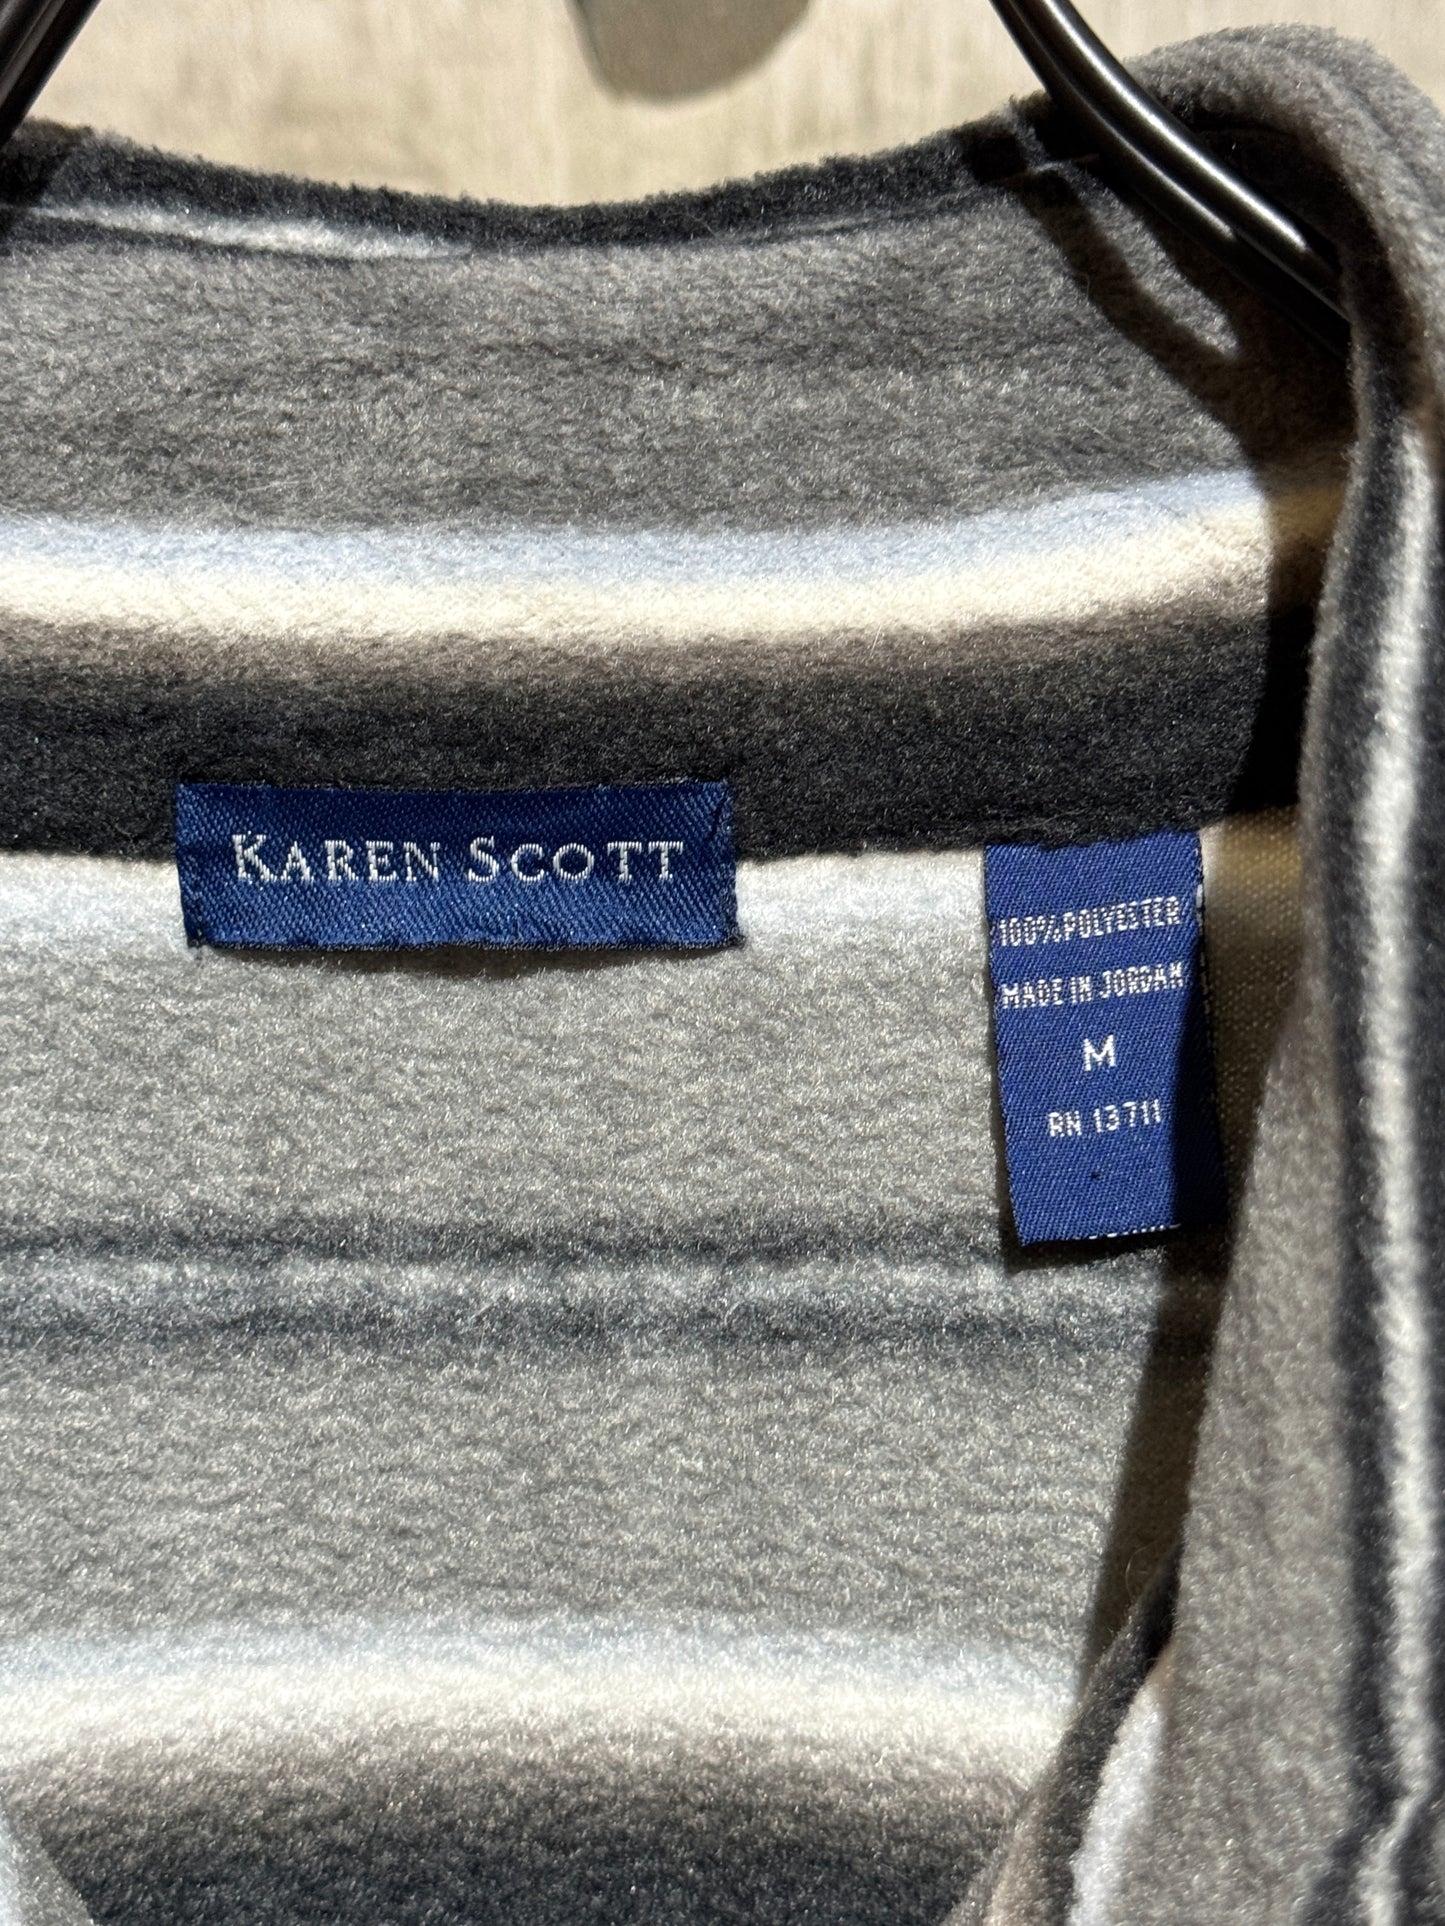 KAREN SCOTT
100% POLYESTER
MADE IN JORDAN
M
RN 13711